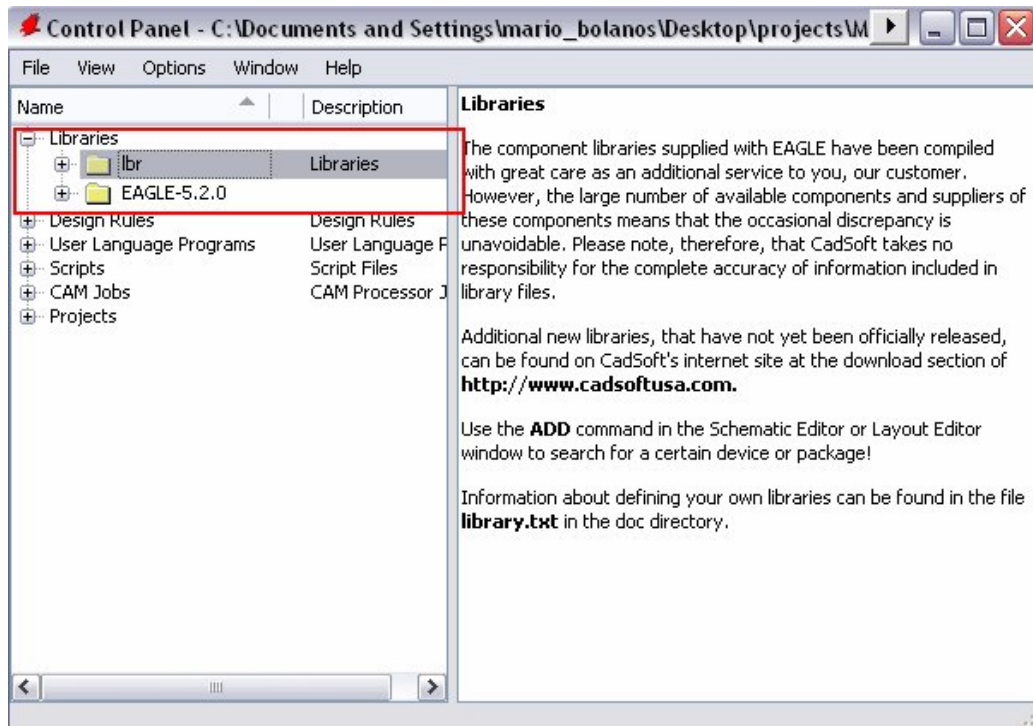 Control Panel - C:\Documents and Settings\mario_bolanos\Desktop\projects\M
File View Options Window Help
Name Description
Libraries
lbr Libraries
EAGLE-5.2.0
Design Rules Design Rules
User Language Programs User Language P
Scripts Script Files
CAM Jobs CAM Processor J
Projects
Libraries
The component libraries supplied with EAGLE have been compiled
with great care as an additional service to you, our customer.
However, the large number of available components and suppliers of
these components means that the occasional discrepancy is
unavoidable. Please note, therefore, that CadSoft takes no
responsibility for the complete accuracy of information included in
library files.
Additional new libraries, that have not yet been officially released,
can be found on CadSoft's internet site at the download section of
http://www.cadsoftusa.com.
Use the ADD command in the Schematic Editor or Layout Editor
window to search for a certain device or package!
Information about defining your own libraries can be found in the file
library.txt in the doc directory.